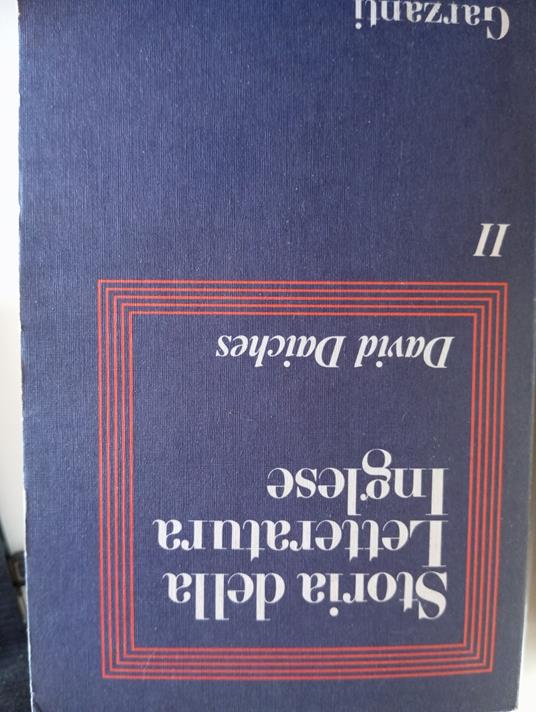 Storia della
Letteratura
Inglese
David Daiches
II
Garzanti